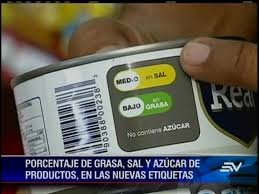 MEDIO en SAL
BAJO en GRASA
No contiene AZÚCAR
Real
PORCENTAJE DE GRASA, SAL Y AZÚCAR DE
PRODUCTOS, EN LAS NUEVAS ETIQUETAS